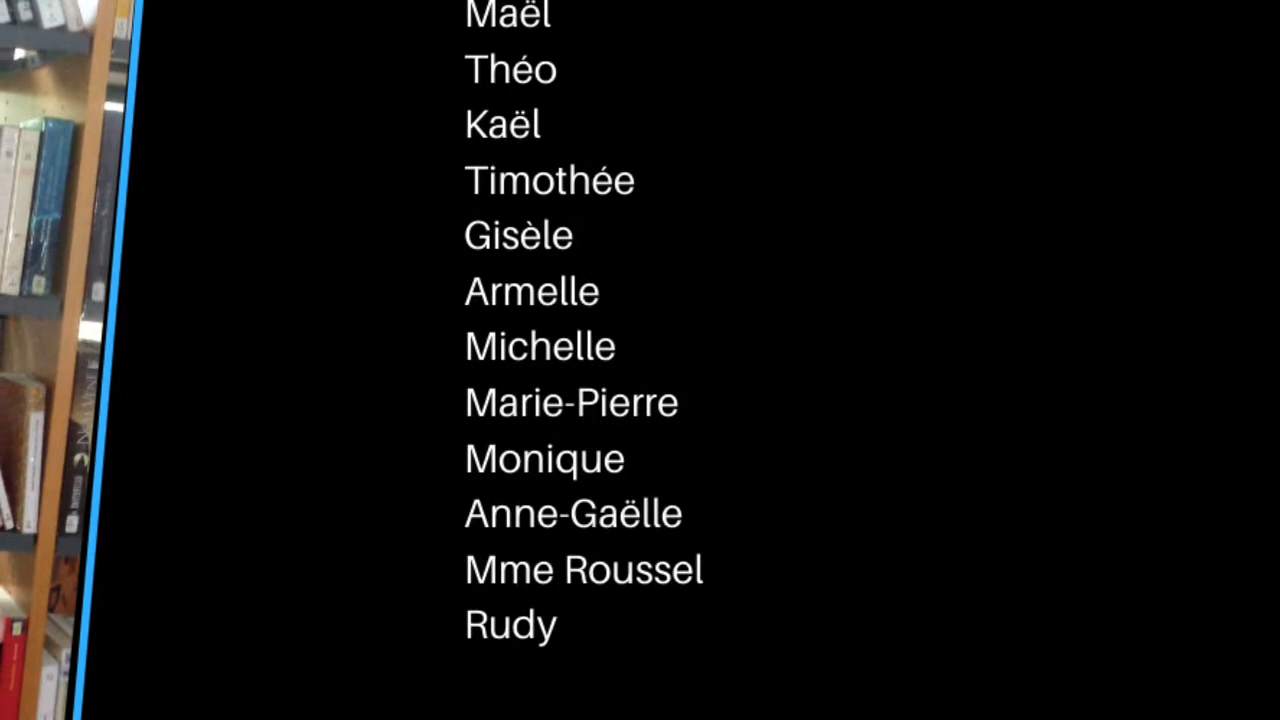 Maël
Théo
Kaël
Timothée
Gisèle
Armelle
Michelle
Marie-Pierre
Monique
Anne-Gaëlle
Mme Roussel
Rudy